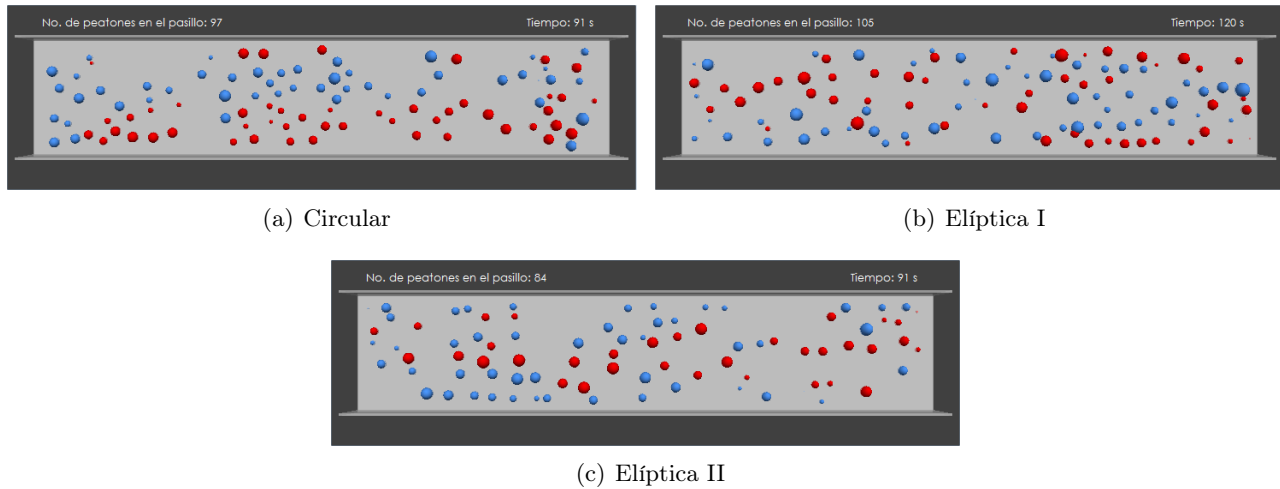 No. de peatones en el pasillo: 97 Tiempo: 91 s
No. de peatones en el pasillo: 105 Tiempo: 120 s
(a) Circular
(b) Elíptica I
No. de peatones en el pasillo: 84 Tiempo: 91 s
(c) Elíptica II